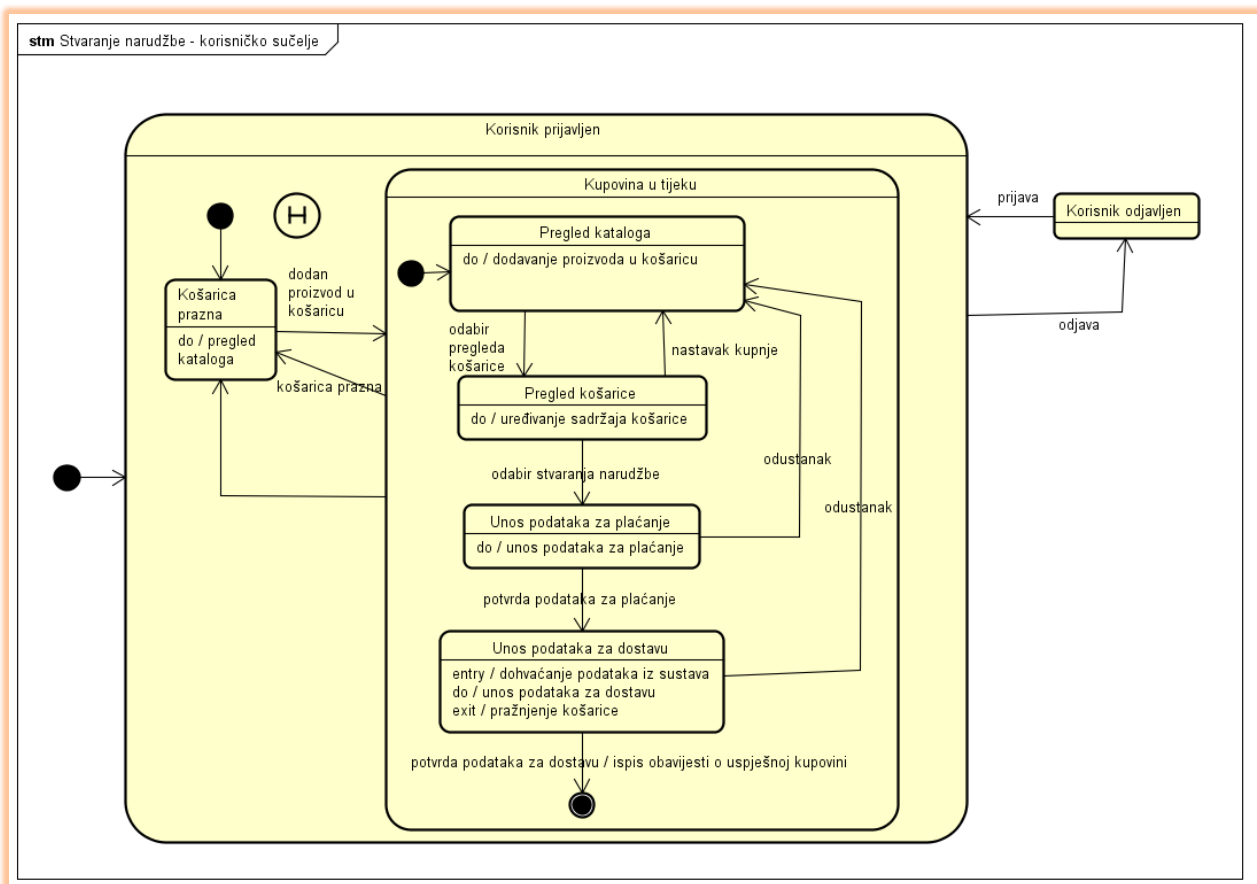 stm Stvaranje narudžbe - korisničko sučelje
Korisnik prijavljen
Kupovina u tijeku
prijava
Korisnik odjavljen
H
Pregled kataloga
do / dodavanje proizvoda u košaricu
dodan
proizvod u
košaricu
Košarica
prazna
do / pregled
kataloga
odjava
odabir
pregleda
košarice
nastavak kupnje
košarica prazna
Pregled košarice
do / uređivanje sadržaja košarice
odustanak
odabir stvaranja narudžbe
odustanak
Unos podataka za plaćanje
do / unos podataka za plaćanje
potvrda podataka za plaćanje
Unos podataka za dostavu
entry / dohvaćanje podataka iz sustava
do / unos podataka za dostavu
exit / pražnjenje košarice
potvrda podataka za dostavu / ispis obavijesti o uspješnoj kupovini